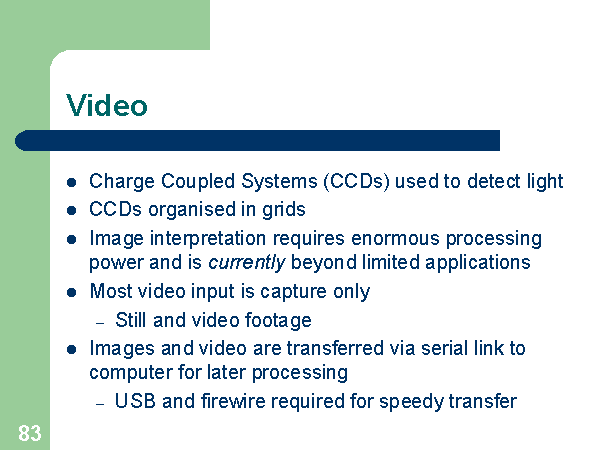 Video
● Charge Coupled Systems (CCDs) used to detect light
● CCDs organised in grids
● Image interpretation requires enormous processing
power and is currently beyond limited applications
● Most video input is capture only
– Still and video footage
● Images and video are transferred via serial link to
computer for later processing
– USB and firewire required for speedy transfer
83